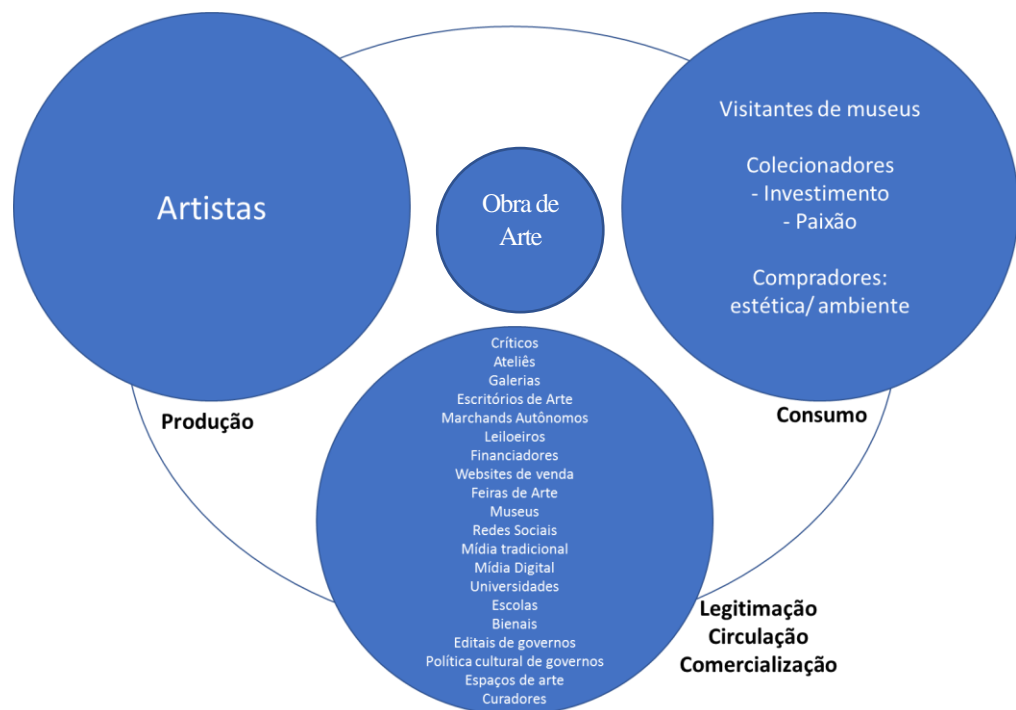 Artistas
Produção
Obra de
Arte
Visitantes de museus
Colecionadores
- Investimento
- Paixão
Compradores:
estética/ ambiente
Consumo
Críticos
Ateliês
Galerias
Escritórios de Arte
Marchands Autônomos
Leiloeiros
Financiadores
Websites de venda
Feiras de Arte
Museus
Redes Sociais
Mídia tradicional
Mídia Digital
Universidades
Escolas
Bienais
Editais de governos
Política cultural de governos
Espaços de arte
Curadores
Legitimação
Circulação
Comercialização